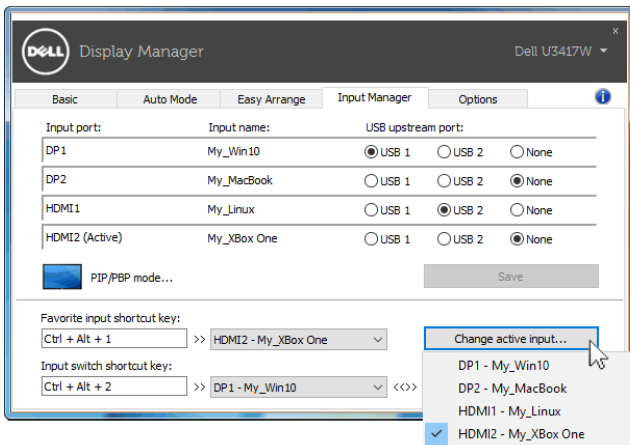 DELL Display Manager Dell U3417W
x
Basic Auto Mode Easy Arrange Input Manager Options i
Input port: Input name: USB upstream port:
DP1 My_Win10 USB 1 USB 2 None
DP2 My_MacBook USB 1 USB 2 None
HDMI1 My_Linux USB 1 USB 2 None
HDMI2 (Active) My_XBox One USB 1 USB 2 None
PIP/PBP mode... Save
Favorite input shortcut key:
Ctrl + Alt + 1 >> HDMI2 - My_XBox One Change active input...
Input switch shortcut key:
Ctrl + Alt + 2 >> DP1 - My_Win10 <<>>
DP1 - My_Win10
DP2 - My_MacBook
HDMI1 - My_Linux
HDMI2 - My_XBox One